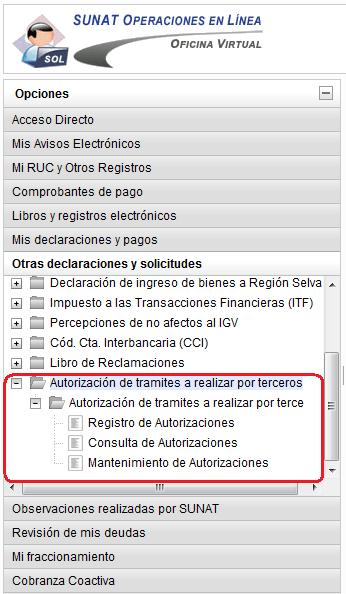 SUNAT OPERACIONES EN LÍNEA
OFICINA VIRTUAL
SOL
Opciones
Acceso Directo
Mis Avisos Electrónicos
Mi RUC y Otros Registros
Comprobantes de pago
Libros y registros electrónicos
Mis declaraciones y pagos
Otras declaraciones y solicitudes
Declaración de ingreso de bienes a Región Selva
Impuesto a las Transacciones Financieras (ITF)
Percepciones de no afectos al IGV
Cód. Cta. Interbancaria (CCI)
Libro de Reclamaciones
Autorización de tramites a realizar por terceros
Autorización de tramites a realizar por terce
Registro de Autorizaciones
Consulta de Autorizaciones
Mantenimiento de Autorizaciones
Observaciones realizadas por SUNAT
Revisión de mis deudas
Mi fraccionamiento
Cobranza Coactiva